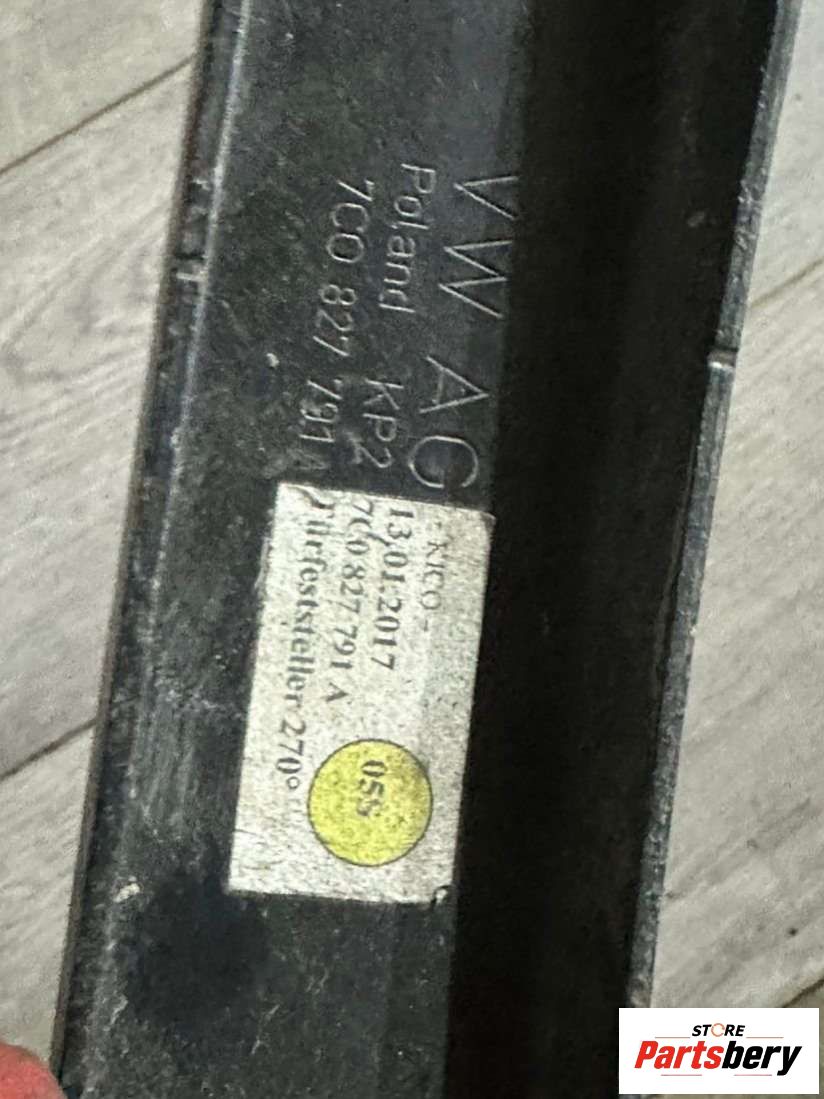 VW AG
Poland KP2
7C0 827 791 A
- KICO -
13.01.2017
7C0 827 791 A
Türfeststeller 270°
055
STORE
Partsbery